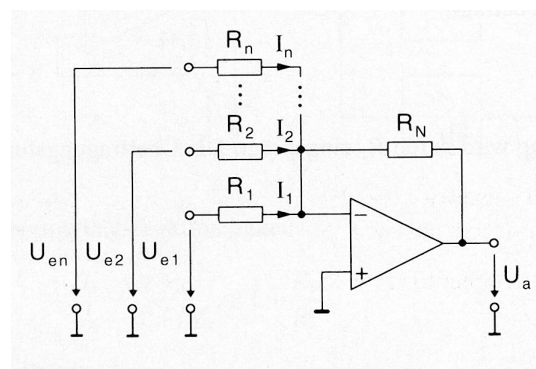 Rn In
R2 I2 RN
R1 I1
− 
Uen Ue2 Ue1
+
Ua